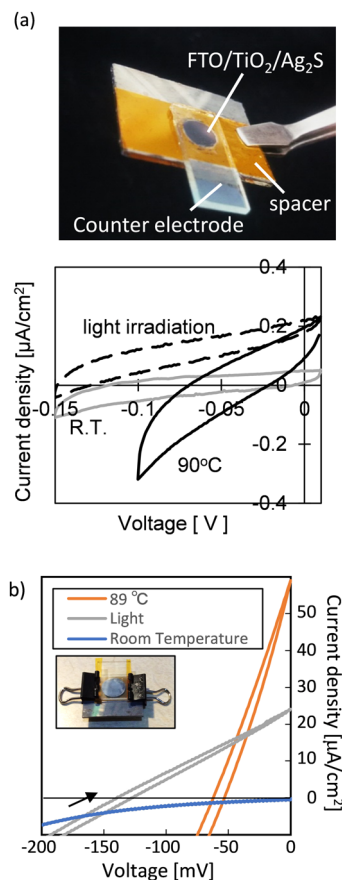 (a)
FTO/TiO₂/Ag₂S
spacer
Counter electrode
Current density [µA/cm²]
0.4
light irradiation
0.2
0
-0.15
-0.1
-0.05
0
R.T.
-0.2
90°C
-0.4
Voltage [ V ]
b)
89 ℃
Light
Room Temperature
50
40
30
20
10
0
-200
-150
-100
-50
0
Current density [µA/cm²]
Voltage [mV]